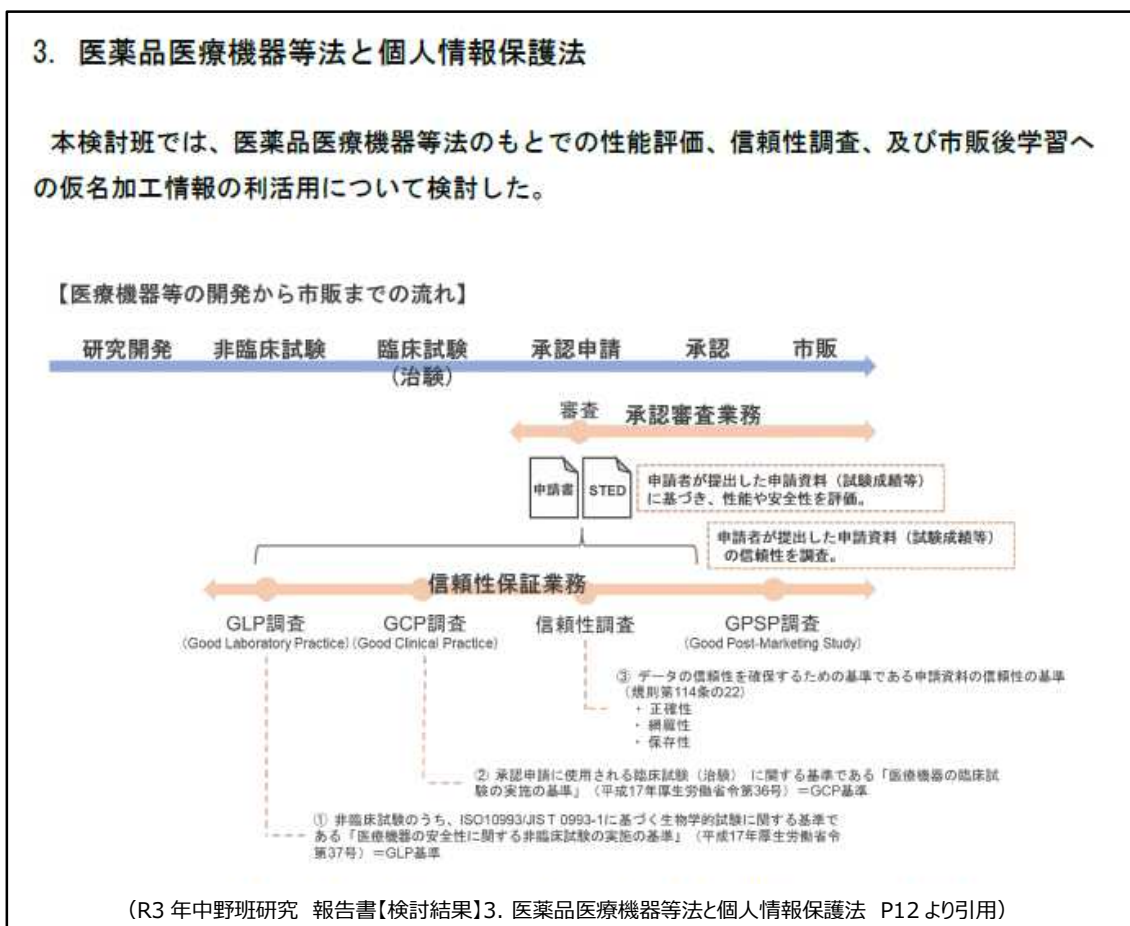 3. 医薬品医療機器等法と個人情報保護法
本検討班では、医薬品医療機器等法のもとでの性能評価、信頼性調査、及び市販後学習へ
の仮名加工情報の利活用について検討した。
【医療機器等の開発から市販までの流れ】
研究開発 非臨床試験 臨床試験 承認申請 承認 市販
(治験)
審査 承認審査業務
申請書 STED
申請者が提出した申請資料(試験成績等)
に基づき、性能や安全性を評価。
申請者が提出した申請資料(試験成績等)
の信頼性を調査。
信頼性保証業務
GLP調査 GCP調査 信頼性調査 GPSP調査
(Good Laboratory Practice) (Good Clinical Practice) (Good Post-Marketing Study)
③ データの信頼性を確保するための基準である申請資料の信頼性の基準
(規則第114条の22)
・ 正確性
・ 網羅性
・ 保存性
② 承認申請に使用される臨床試験(治験) に関する基準である「医療機器の臨床試
験の実施の基準」(平成17年厚生労働省令第36号)=GCP基準
① 非臨床試験のうち、ISO10993/JIS T 0993-1に基づく生物学的試験に関する基準で
ある「医療機器の安全性に関する非臨床試験の実施の基準」(平成17年厚生労働省令
第37号)=GLP基準
(R3 年中野班研究 報告書【検討結果】3. 医薬品医療機器等法と個人情報保護法 P12 より引用)